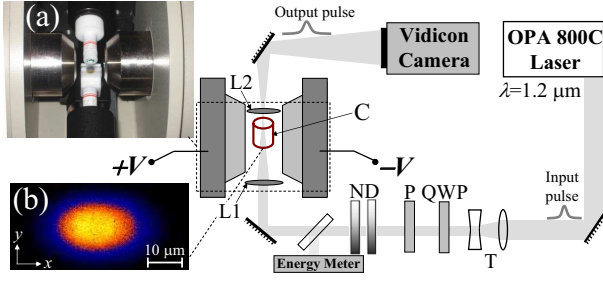 (a)
Output pulse
Vidicon
Camera
OPA 800C
Laser
λ=1.2 μm
L2
C
+V
−V
(b)
L1
ND
P
QWP
Input
pulse
y
x
10 μm
Energy Meter
T